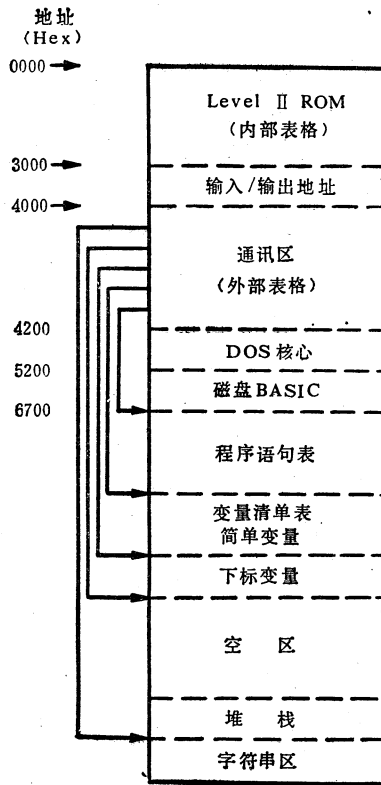 地址
(Hex)
0000
Level Ⅱ ROM
(内部表格)
3000
输入/输出地址
4000
通讯区
(外部表格)
4200
DOS核心
5200
磁盘BASIC
6700
程序语句表
变量清单表
简单变量
下标变量
空 区
堆 栈
字符串区